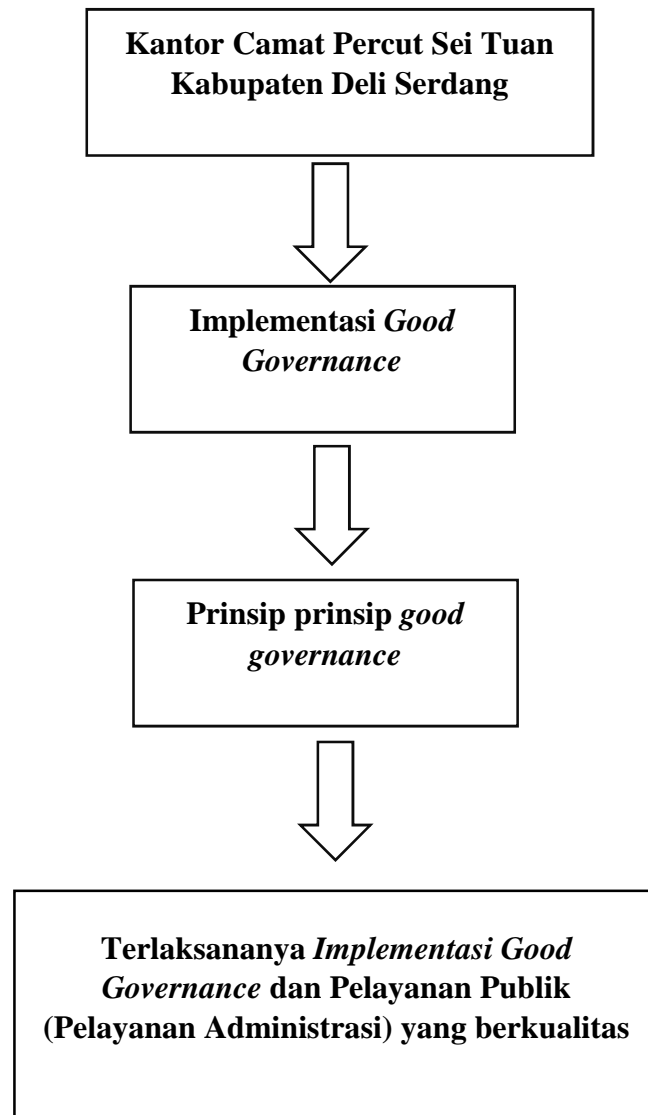 Kantor Camat Percut Sei Tuan
Kabupaten Deli Serdang
Implementasi Good
Governance
Prinsip prinsip good
governance
Terlaksananya Implementasi Good
Governance dan Pelayanan Publik
(Pelayanan Administrasi) yang berkualitas